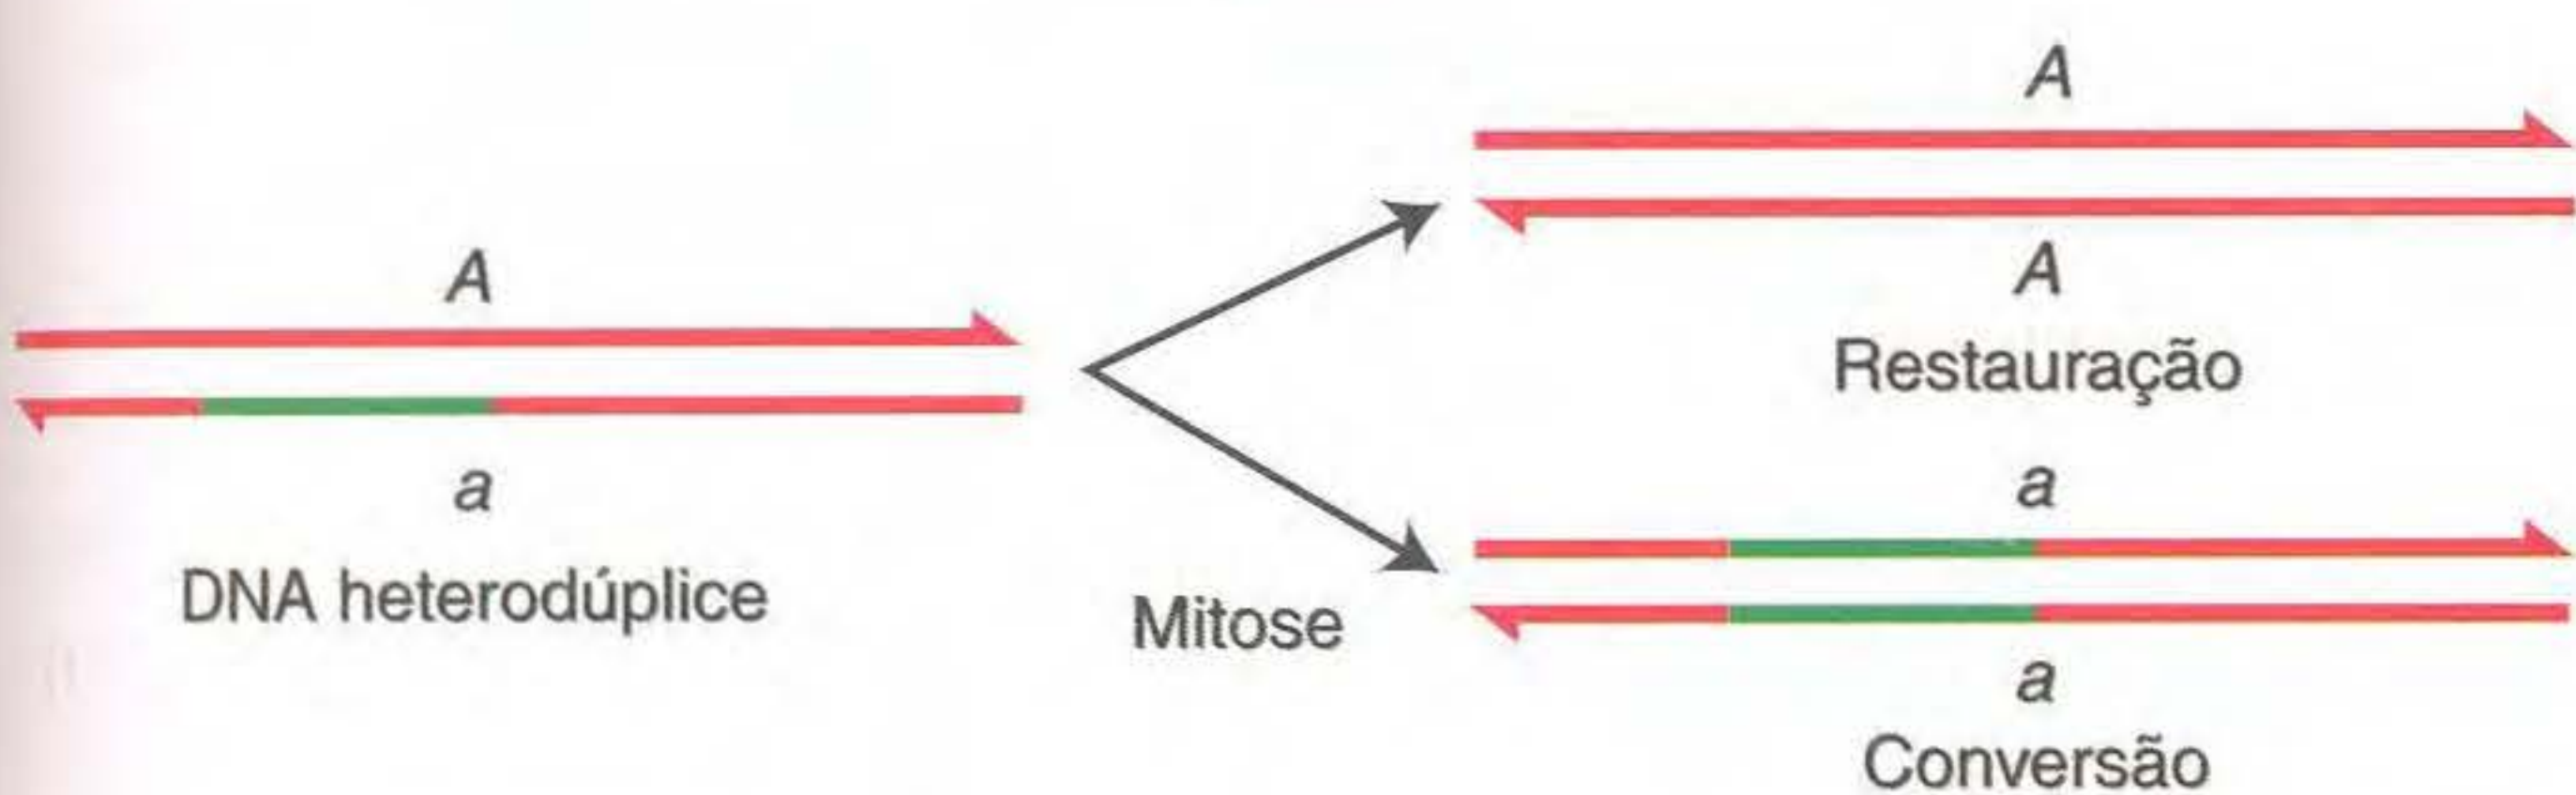 A
a
DNA heterodúplice
Mitose
A
A
Restauração
a
a
Conversão